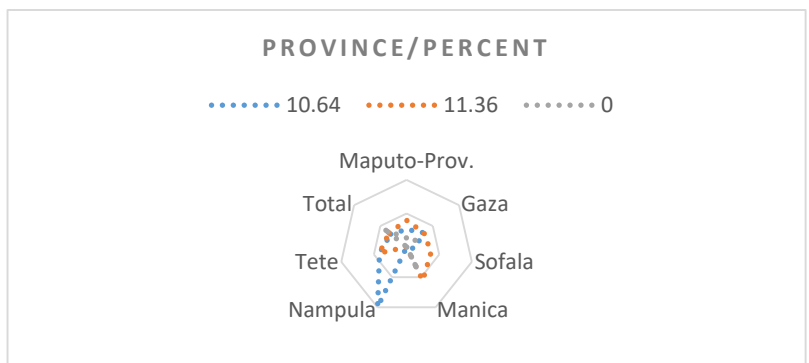 PROVINCE/PERCENT
10.64 11.36 0
Maputo-Prov.
Total Gaza
Tete Sofala
Nampula Manica